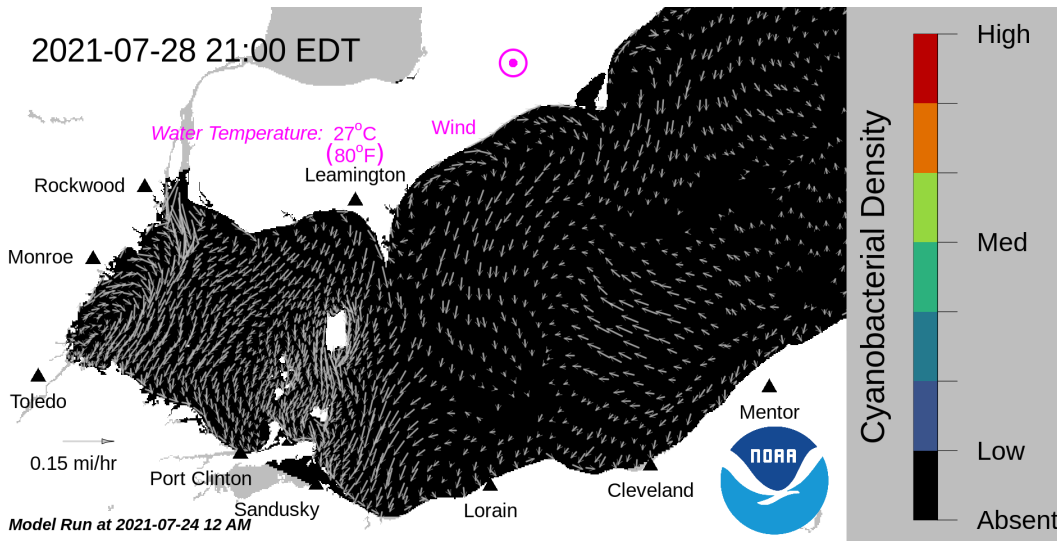 2021-07-28 21:00 EDT
High
Water Temperature: 27°C
(80°F)
Wind
Leamington
Rockwood
Monroe
Cyanobacterial Density
Med
Toledo
Mentor
0.15 mi/hr
NOAA
Low
Port Clinton
Cleveland
Sandusky
Lorain
Model Run at 2021-07-24 12 AM
Absent